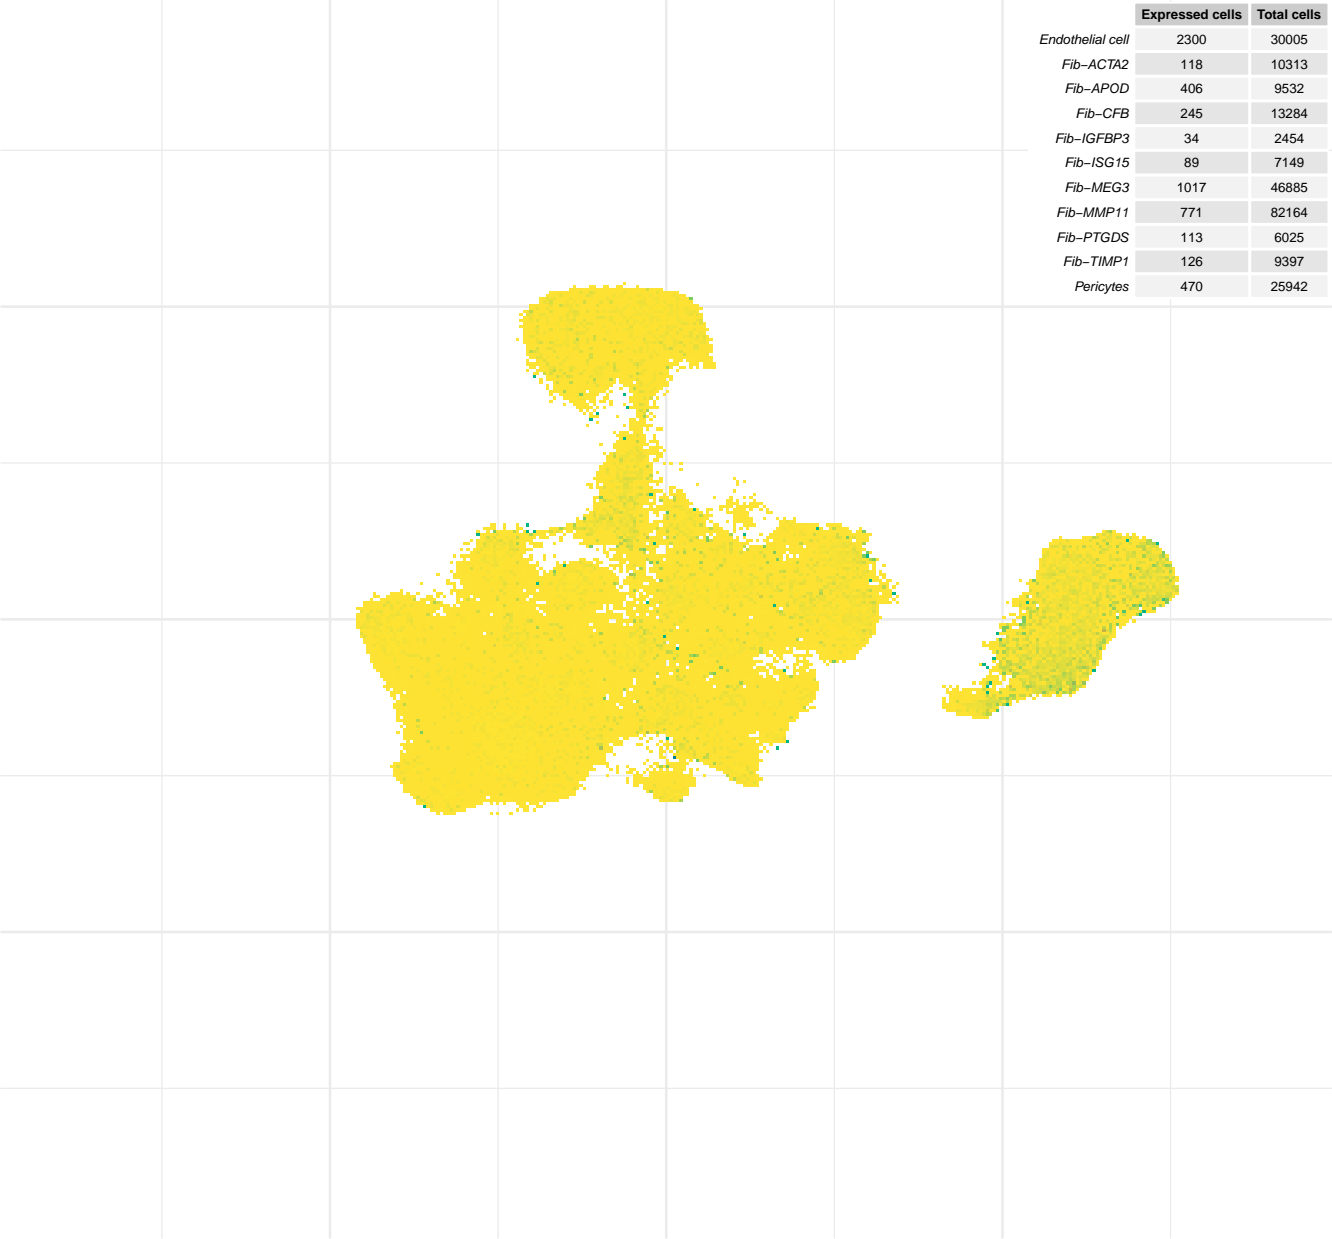 Expressed cells Total cells
Endothelial cell 2300 30005
Fib−ACTA2 118 10313
Fib−APOD 406 9532
Fib−CFB 245 13284
Fib−IGFBP3 34 2454
Fib−ISG15 89 7149
Fib−MEG3 1017 46885
Fib−MMP11 771 82164
Fib−PTGDS 113 6025
Fib−TIMP1 126 9397
Pericytes 470 25942